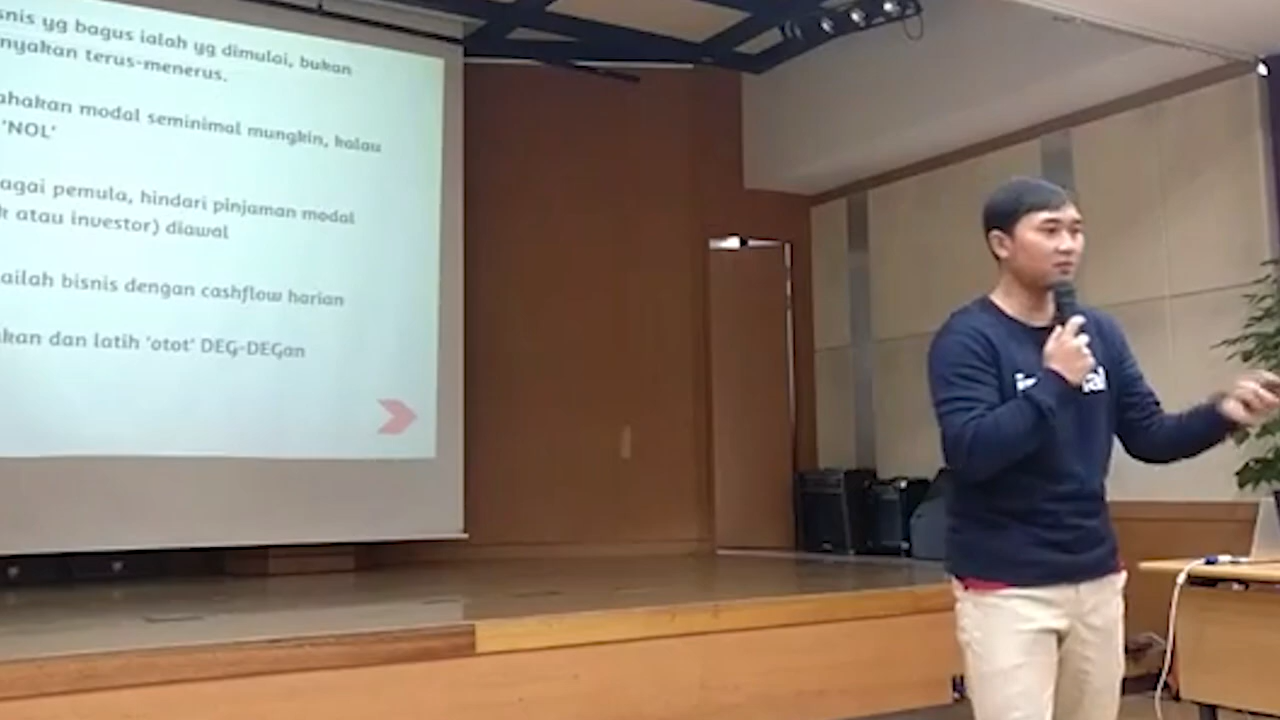 snis yg bagus ialah yg dimulai, bukan
nyakan terus-menerus.
ahakan modal seminimal mungkin, kalau
'NOL'
agai pemula, hindari pinjaman modal
k atau investor) diawal
ailah bisnis dengan cashflow harian
kan dan latih 'otot' DEG-DEGan